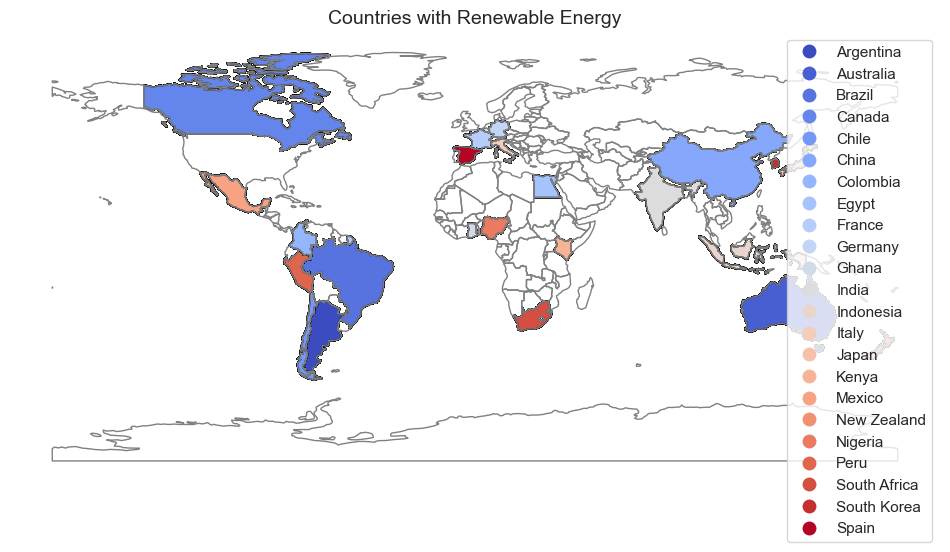 Countries with Renewable Energy
Argentina
Australia
Brazil
Canada
Chile
China
Colombia
Egypt
France
Germany
Ghana
India
Indonesia
Italy
Japan
Kenya
Mexico
New Zealand
Nigeria
Peru
South Africa
South Korea
Spain